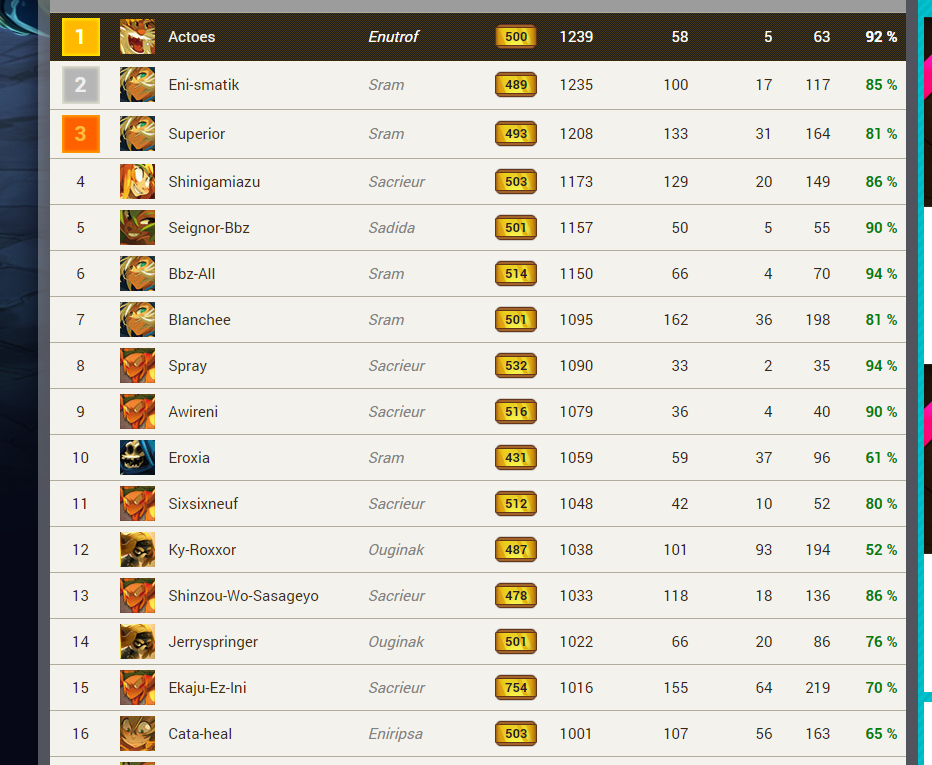 1 Actoes Enutrof 500 1239 58 5 63 92 %
2 Eni-smatik Sram 489 1235 100 17 117 85 %
3 Superior Sram 493 1208 133 31 164 81 %
4 Shinigamiazu Sacrieur 503 1173 129 20 149 86 %
5 Seignor-Bbz Sadida 501 1157 50 5 55 90 %
6 Bbz-All Sram 514 1150 66 4 70 94 %
7 Blanchee Sram 501 1095 162 36 198 81 %
8 Spray Sacrieur 532 1090 33 2 35 94 %
9 Awireni Sacrieur 516 1079 36 4 40 90 %
10 Eroxia Sram 431 1059 59 37 96 61 %
11 Sixsixneuf Sacrieur 512 1048 42 10 52 80 %
12 Ky-Roxxor Ouginak 487 1038 101 93 194 52 %
13 Shinzou-Wo-Sasageyo Sacrieur 478 1033 118 18 136 86 %
14 Jerryspringer Ouginak 501 1022 66 20 86 76 %
15 Ekaju-Ez-Ini Sacrieur 754 1016 155 64 219 70 %
16 Cata-heal Eniripsa 503 1001 107 56 163 65 %